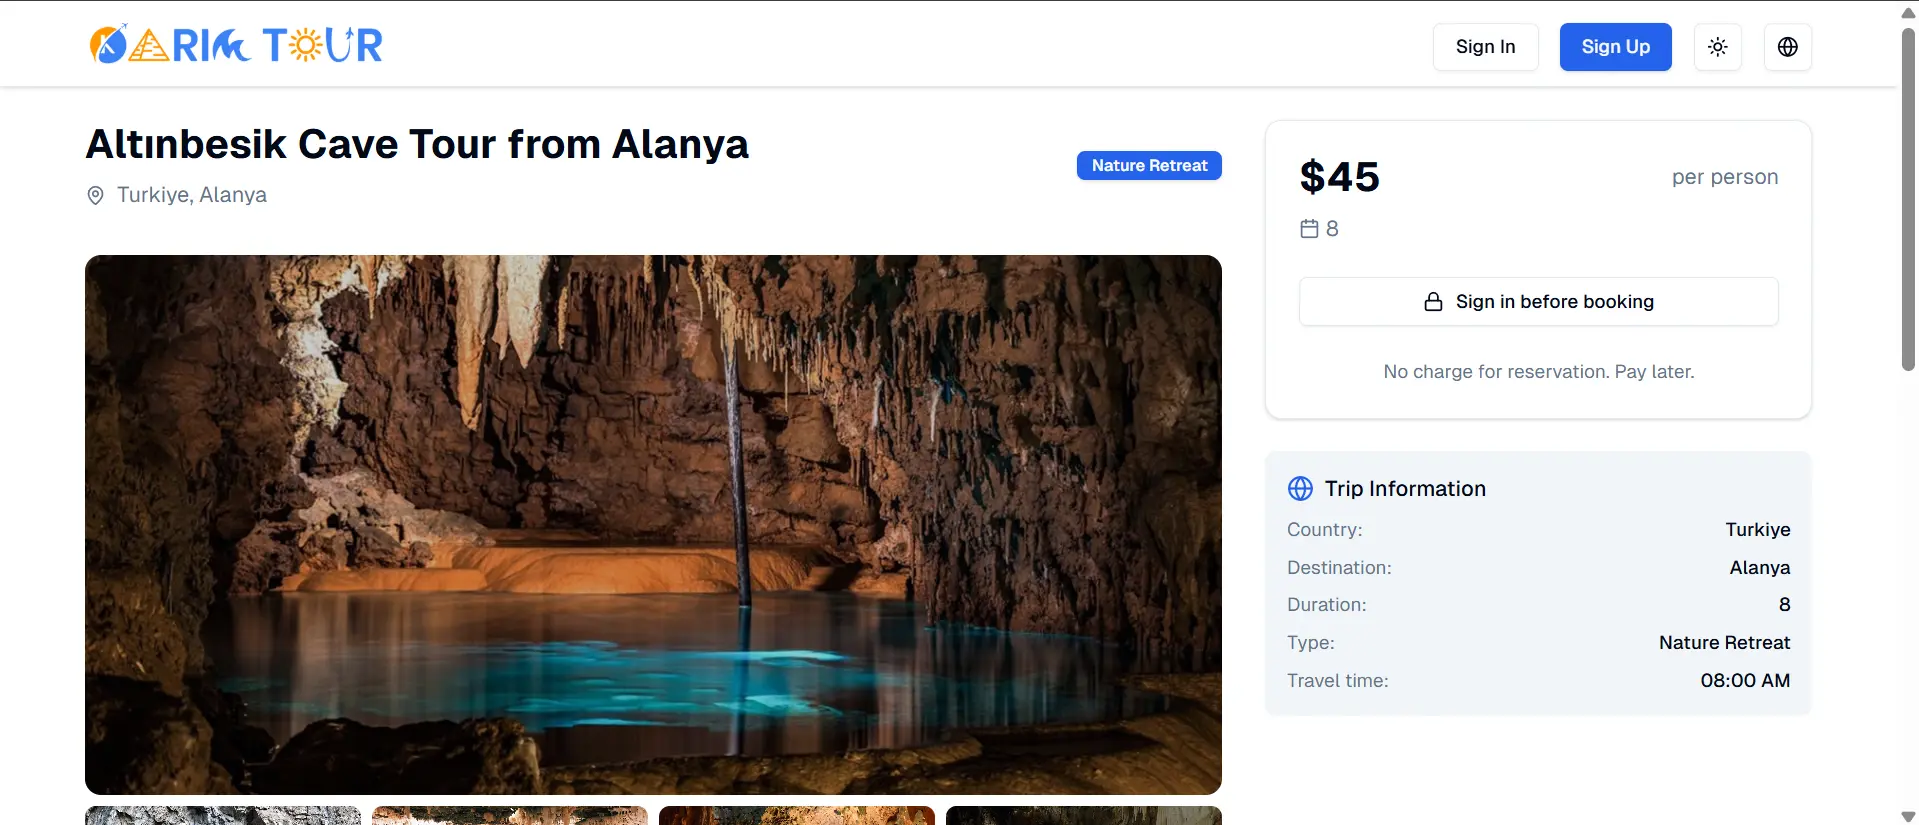 KARIM TOUR
Sign In
Sign Up
Altınbesik Cave Tour from Alanya
Turkiye, Alanya
Nature Retreat
$45
per person
8
Sign in before booking
No charge for reservation. Pay later.
Trip Information
Country:
Turkiye
Destination:
Alanya
Duration:
8
Type:
Nature Retreat
Travel time:
08:00 AM